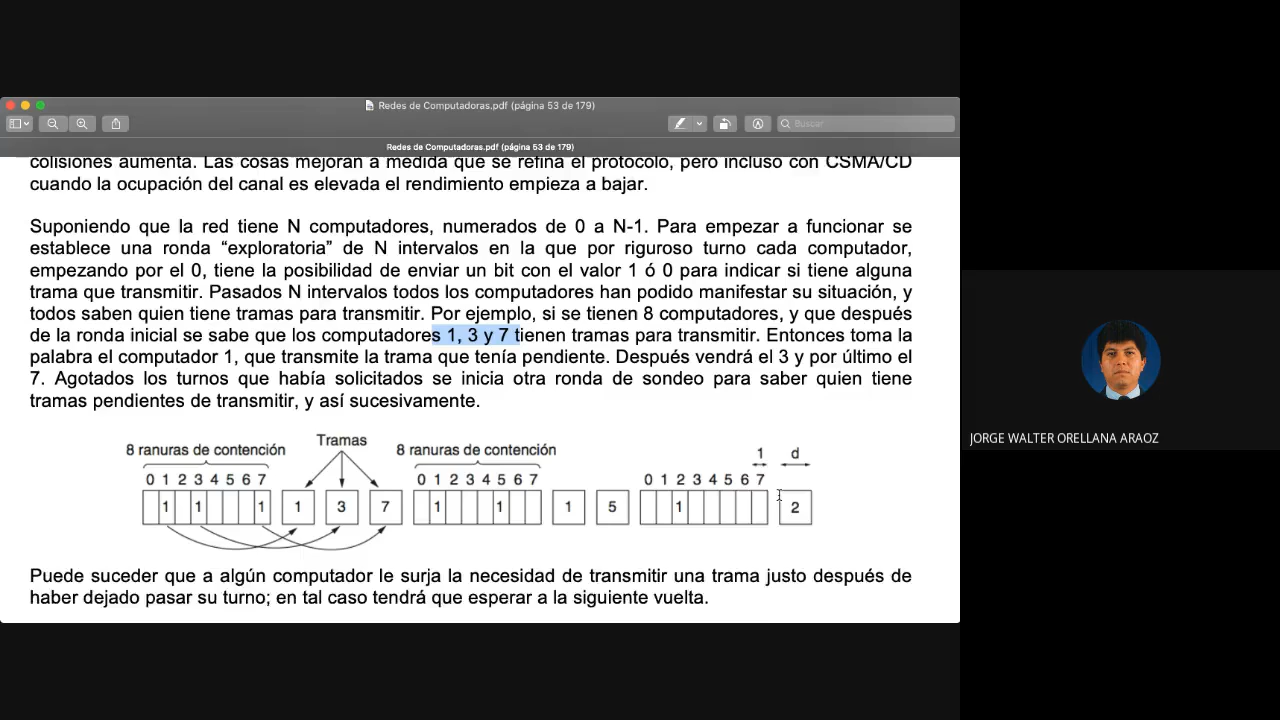 Redes de Computadoras.pdf (página 53 de 179)
Buscar
Redes de Computadoras.pdf (página 53 de 179)
colisiones aumenta. Las cosas mejoran a medida que se refina el protocolo, pero incluso con CSMA/CD
cuando la ocupación del canal es elevada el rendimiento empieza a bajar.
Suponiendo que la red tiene N computadores, numerados de 0 a N-1. Para empezar a funcionar se
establece una ronda “exploratoria” de N intervalos en la que por riguroso turno cada computador,
empezando por el 0, tiene la posibilidad de enviar un bit con el valor 1 ó 0 para indicar si tiene alguna
trama que transmitir. Pasados N intervalos todos los computadores han podido manifestar su situación, y
todos saben quien tiene tramas para transmitir. Por ejemplo, si se tienen 8 computadores, y que después
de la ronda inicial se sabe que los computadores 1, 3 y 7 tienen tramas para transmitir. Entonces toma la
palabra el computador 1, que transmite la trama que tenía pendiente. Después vendrá el 3 y por último el
7. Agotados los turnos que había solicitados se inicia otra ronda de sondeo para saber quien tiene
tramas pendientes de transmitir, y así sucesivamente.
8 ranuras de contención Tramas 8 ranuras de contención 1 d
0 1 2 3 4 5 6 7 0 1 2 3 4 5 6 7 0 1 2 3 4 5 6 7
1 1 1 1 3 7 1 1 1 5 1 2
Puede suceder que a algún computador le surja la necesidad de transmitir una trama justo después de
haber dejado pasar su turno; en tal caso tendrá que esperar a la siguiente vuelta.
JORGE WALTER ORELLANA ARAOZ